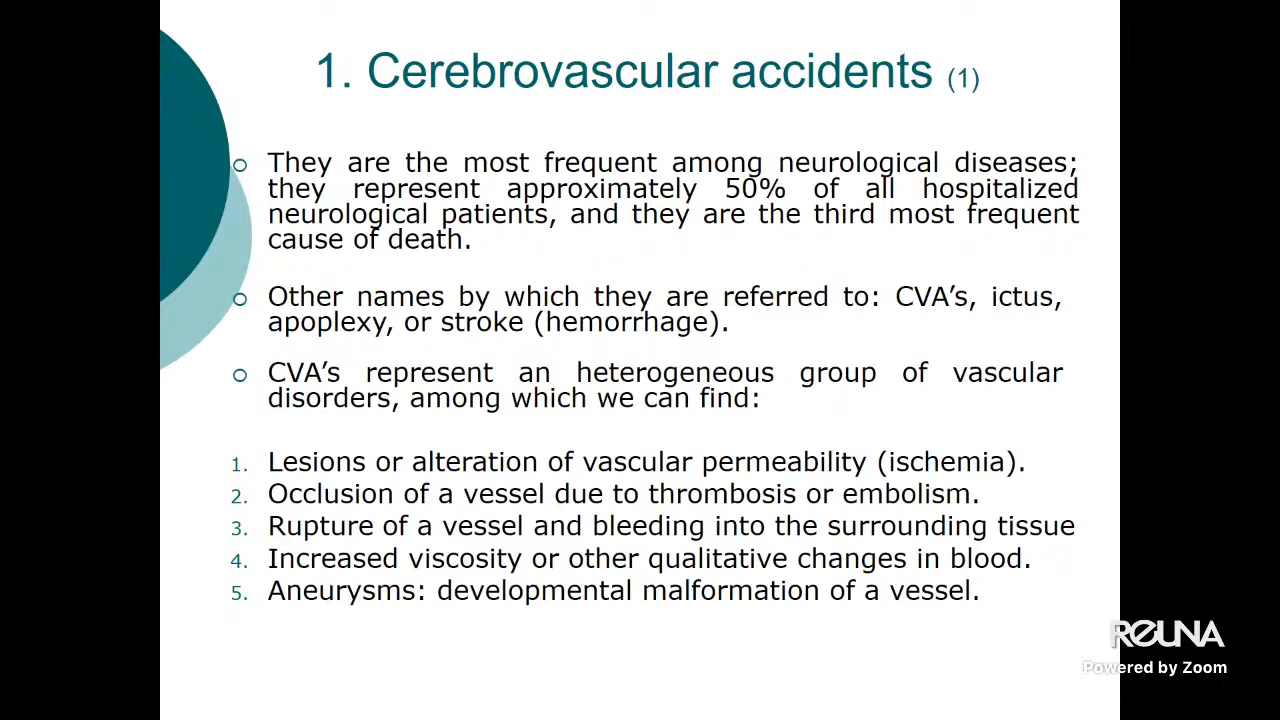 1. Cerebrovascular accidents (1)
They are the most frequent among neurological diseases;
they represent approximately 50% of all hospitalized
neurological patients, and they are the third most frequent
cause of death.
Other names by which they are referred to: CVA's, ictus,
apoplexy, or stroke (hemorrhage).
CVA's represent an heterogeneous group of vascular
disorders, among which we can find:
1. Lesions or alteration of vascular permeability (ischemia).
2. Occlusion of a vessel due to thrombosis or embolism.
3. Rupture of a vessel and bleeding into the surrounding tissue
4. Increased viscosity or other qualitative changes in blood.
5. Aneurysms: developmental malformation of a vessel.
REUNA
Powered by Zoom